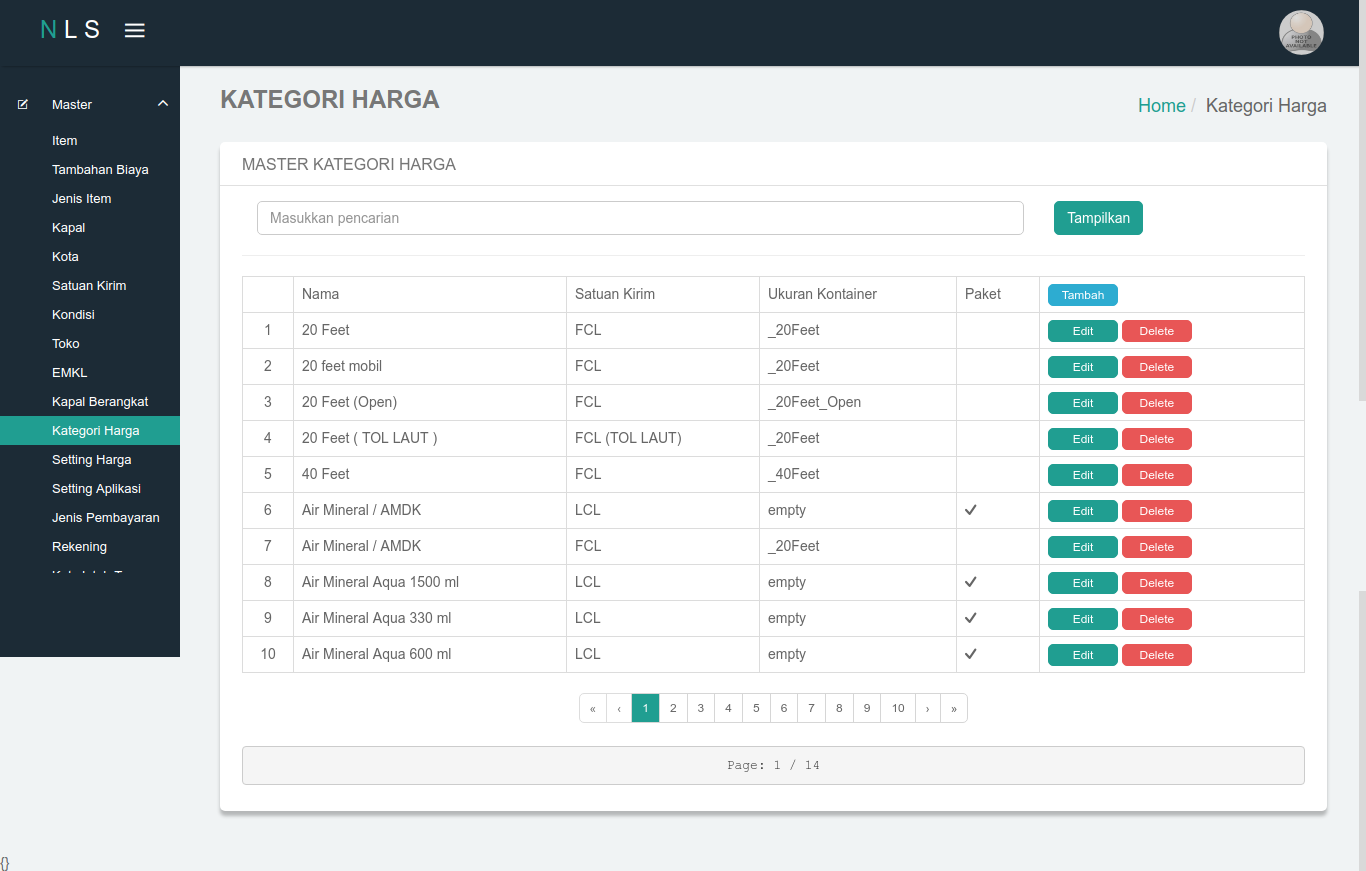 NLS
PHOTO
NOT
AVAILABLE
Master
Item
Tambahan Biaya
Jenis Item
Kapal
Kota
Satuan Kirim
Kondisi
Toko
EMKL
Kapal Berangkat
Kategori Harga
Setting Harga
Setting Aplikasi
Jenis Pembayaran
Rekening
KATEGORI HARGA
Home / Kategori Harga
MASTER KATEGORI HARGA
Masukkan pencarian
Tampilkan
Nama Satuan Kirim Ukuran Kontainer Paket Tambah
1 20 Feet FCL _20Feet Edit Delete
2 20 feet mobil FCL _20Feet Edit Delete
3 20 Feet (Open) FCL _20Feet_Open Edit Delete
4 20 Feet ( TOL LAUT ) FCL (TOL LAUT) _20Feet Edit Delete
5 40 Feet FCL _40Feet Edit Delete
6 Air Mineral / AMDK LCL empty ✓ Edit Delete
7 Air Mineral / AMDK FCL _20Feet Edit Delete
8 Air Mineral Aqua 1500 ml LCL empty ✓ Edit Delete
9 Air Mineral Aqua 330 ml LCL empty ✓ Edit Delete
10 Air Mineral Aqua 600 ml LCL empty ✓ Edit Delete
« ‹ 1 2 3 4 5 6 7 8 9 10 › »
Page: 1 / 14
{}